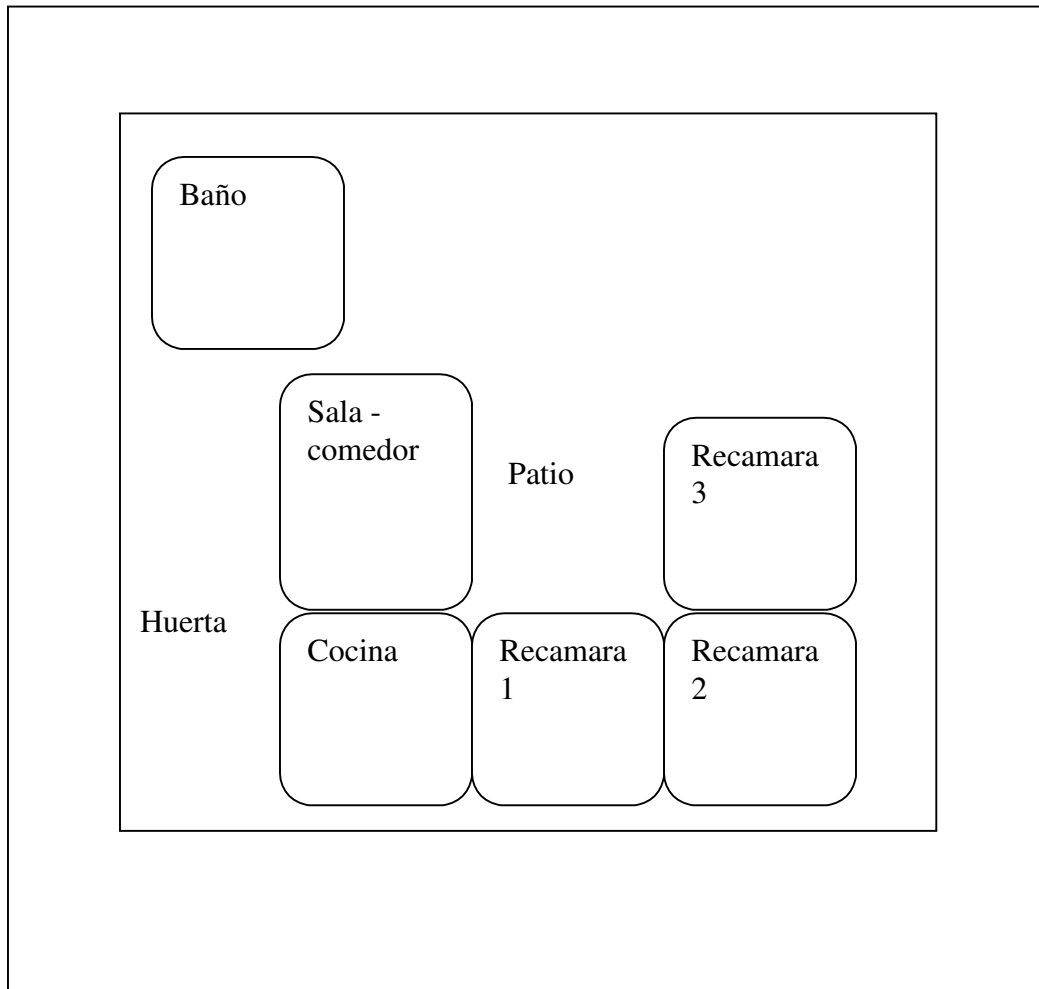 Baño
Sala -
comedor
Patio
Recamara
3
Huerta
Cocina
Recamara
1
Recamara
2